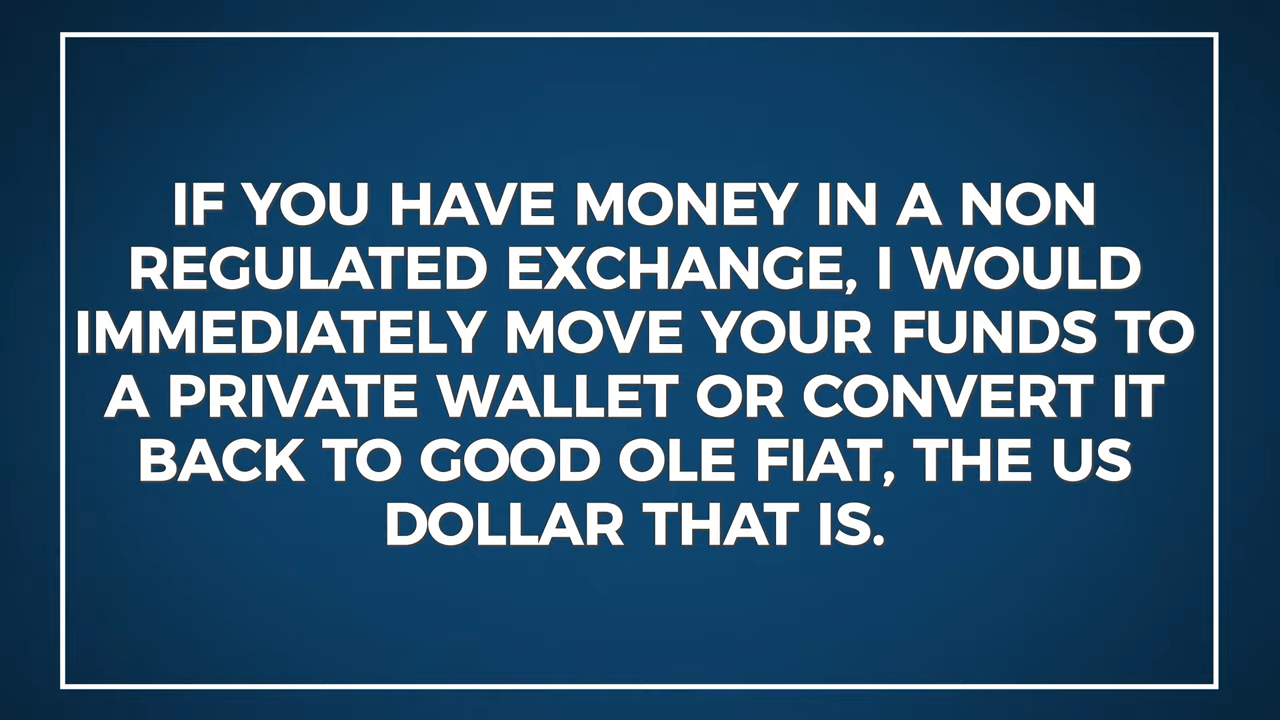 IF YOU HAVE MONEY IN A NON
REGULATED EXCHANGE, I WOULD
IMMEDIATELY MOVE YOUR FUNDS TO
A PRIVATE WALLET OR CONVERT IT
BACK TO GOOD OLE FIAT, THE US
DOLLAR THAT IS.